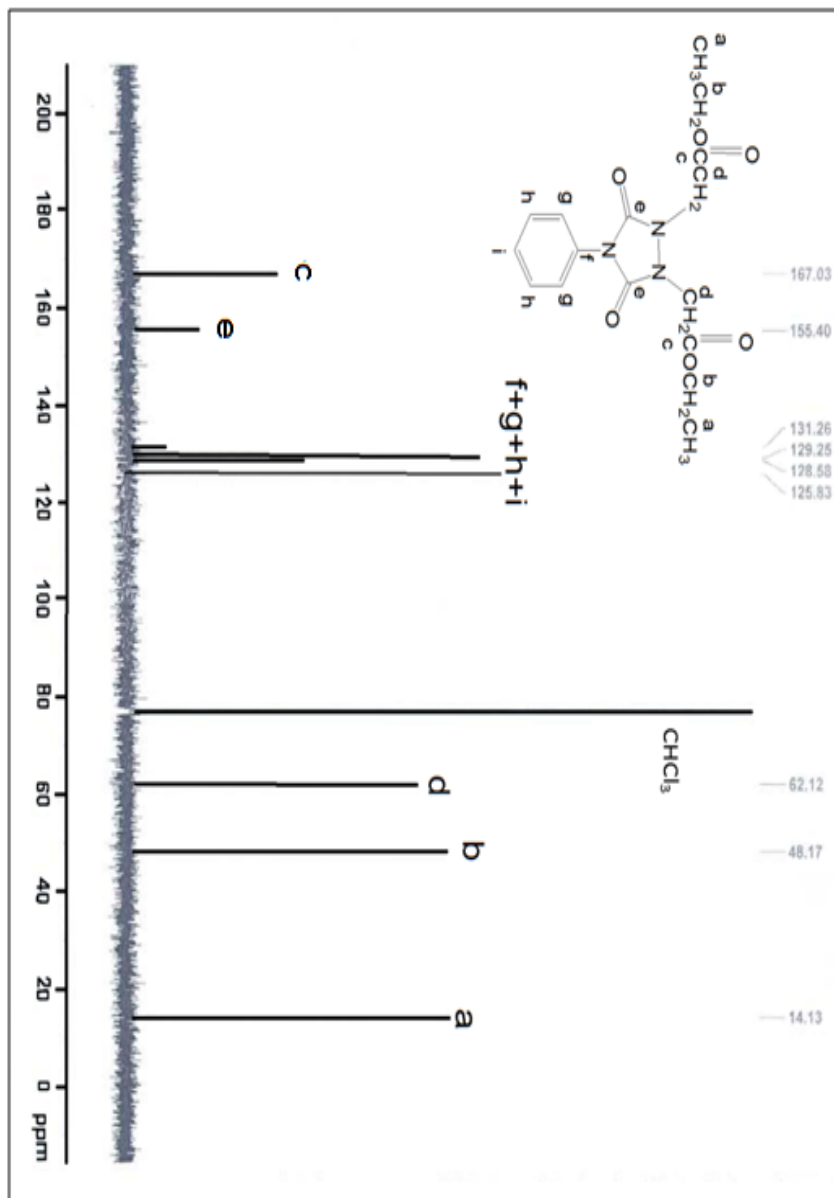 167.03
155.40
131.26
129.25
128.58
125.83
62.12
48.17
14.13
O O
a b d d b a
CH₃CH₂OCCH₂ CH₂COCH₂CH₃
c c
N N
CHCl₃
e e
O N O
f
g g
h h
i
f+g+h+i
c
e
d
b
a
200 180 160 140 120 100 80 60 40 20 0 ppm